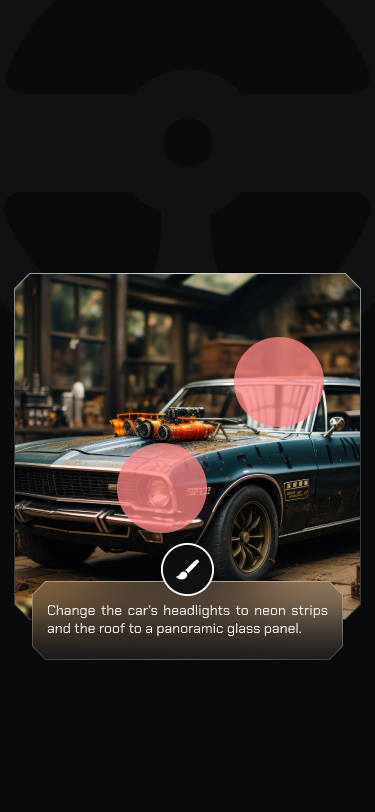 Change the car's headlights to neon strips
and the roof to a panoramic glass panel.